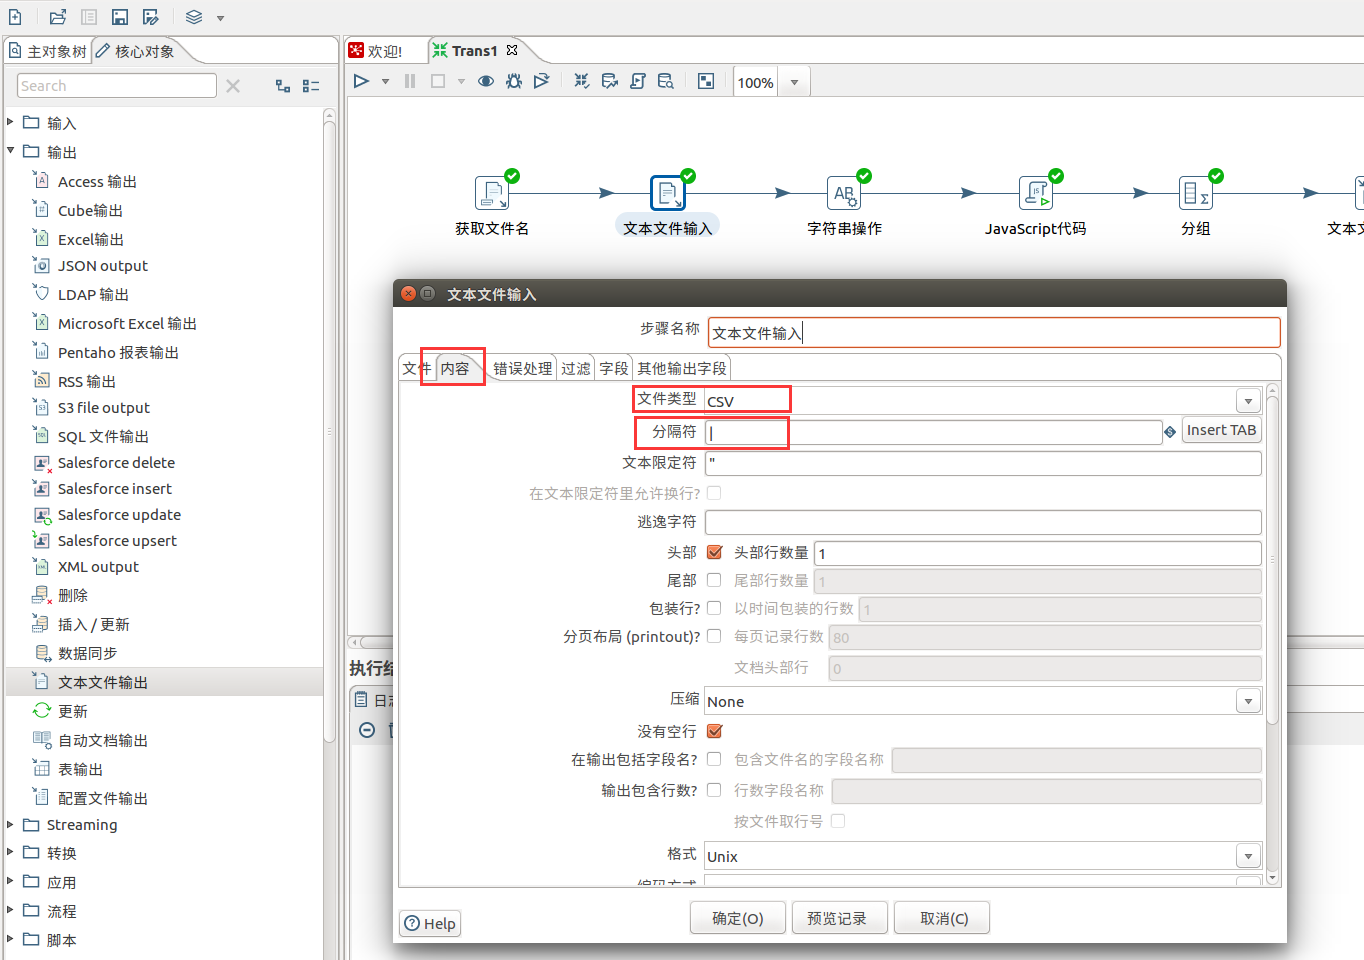 主对象树
核心对象
Search
输入
输出
Access 输出
Cube输出
Excel输出
JSON output
LDAP 输出
Microsoft Excel 输出
Pentaho 报表输出
RSS 输出
S3 file output
SQL 文件输出
Salesforce delete
Salesforce insert
Salesforce update
Salesforce upsert
XML output
删除
插入 / 更新
数据同步
文本文件输出
更新
自动文档输出
表输出
配置文件输出
Streaming
转换
应用
流程
脚本
欢迎!
Trans1
100%
获取文件名
文本文件输入
字符串操作
JavaScript代码
分组
文本文
执行结
日志
文本文件输入
步骤名称 文本文件输入
文件 内容 错误处理 过滤 字段 其他输出字段
文件类型 CSV
分隔符 | Insert TAB
文本限定符 "
在文本限定符里允许换行?
逃逸字符
头部 头部行数量 1
尾部 尾部行数量 1
包装行? 以时间包装的行数 1
分页布局 (printout)? 每页记录行数 80
文档头部行 0
压缩 None
没有空行
在输出包括字段名? 包含文件名的字段名称
输出包含行数? 行数字段名称
按文件取行号
格式 Unix
编码方式
Help
确定(O) 预览记录 取消(C)